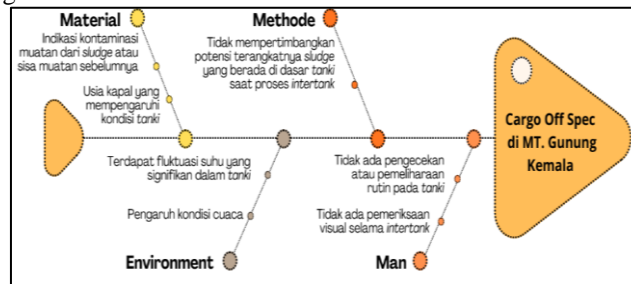 Material
Methode
Indikasi kontaminasi
muatan dari sludge atau
sisa muatan sebelumnya
Usia kapal yang
mempengaruhi
kondisi tanki
Tidak mempertimbangkan
potensi terangkatnya sludge
yang berada di dasar tanki
saat proses intertank
Cargo Off Spec
di MT. Gunung
Kemala
Terdapat fluktuasi suhu yang
signifikan dalam tanki
Pengaruh kondisi cuaca
Tidak ada pengecekan
atau pemeliharaan
rutin pada tanki
Tidak ada pemeriksaan
visual selama intertank
Environment
Man